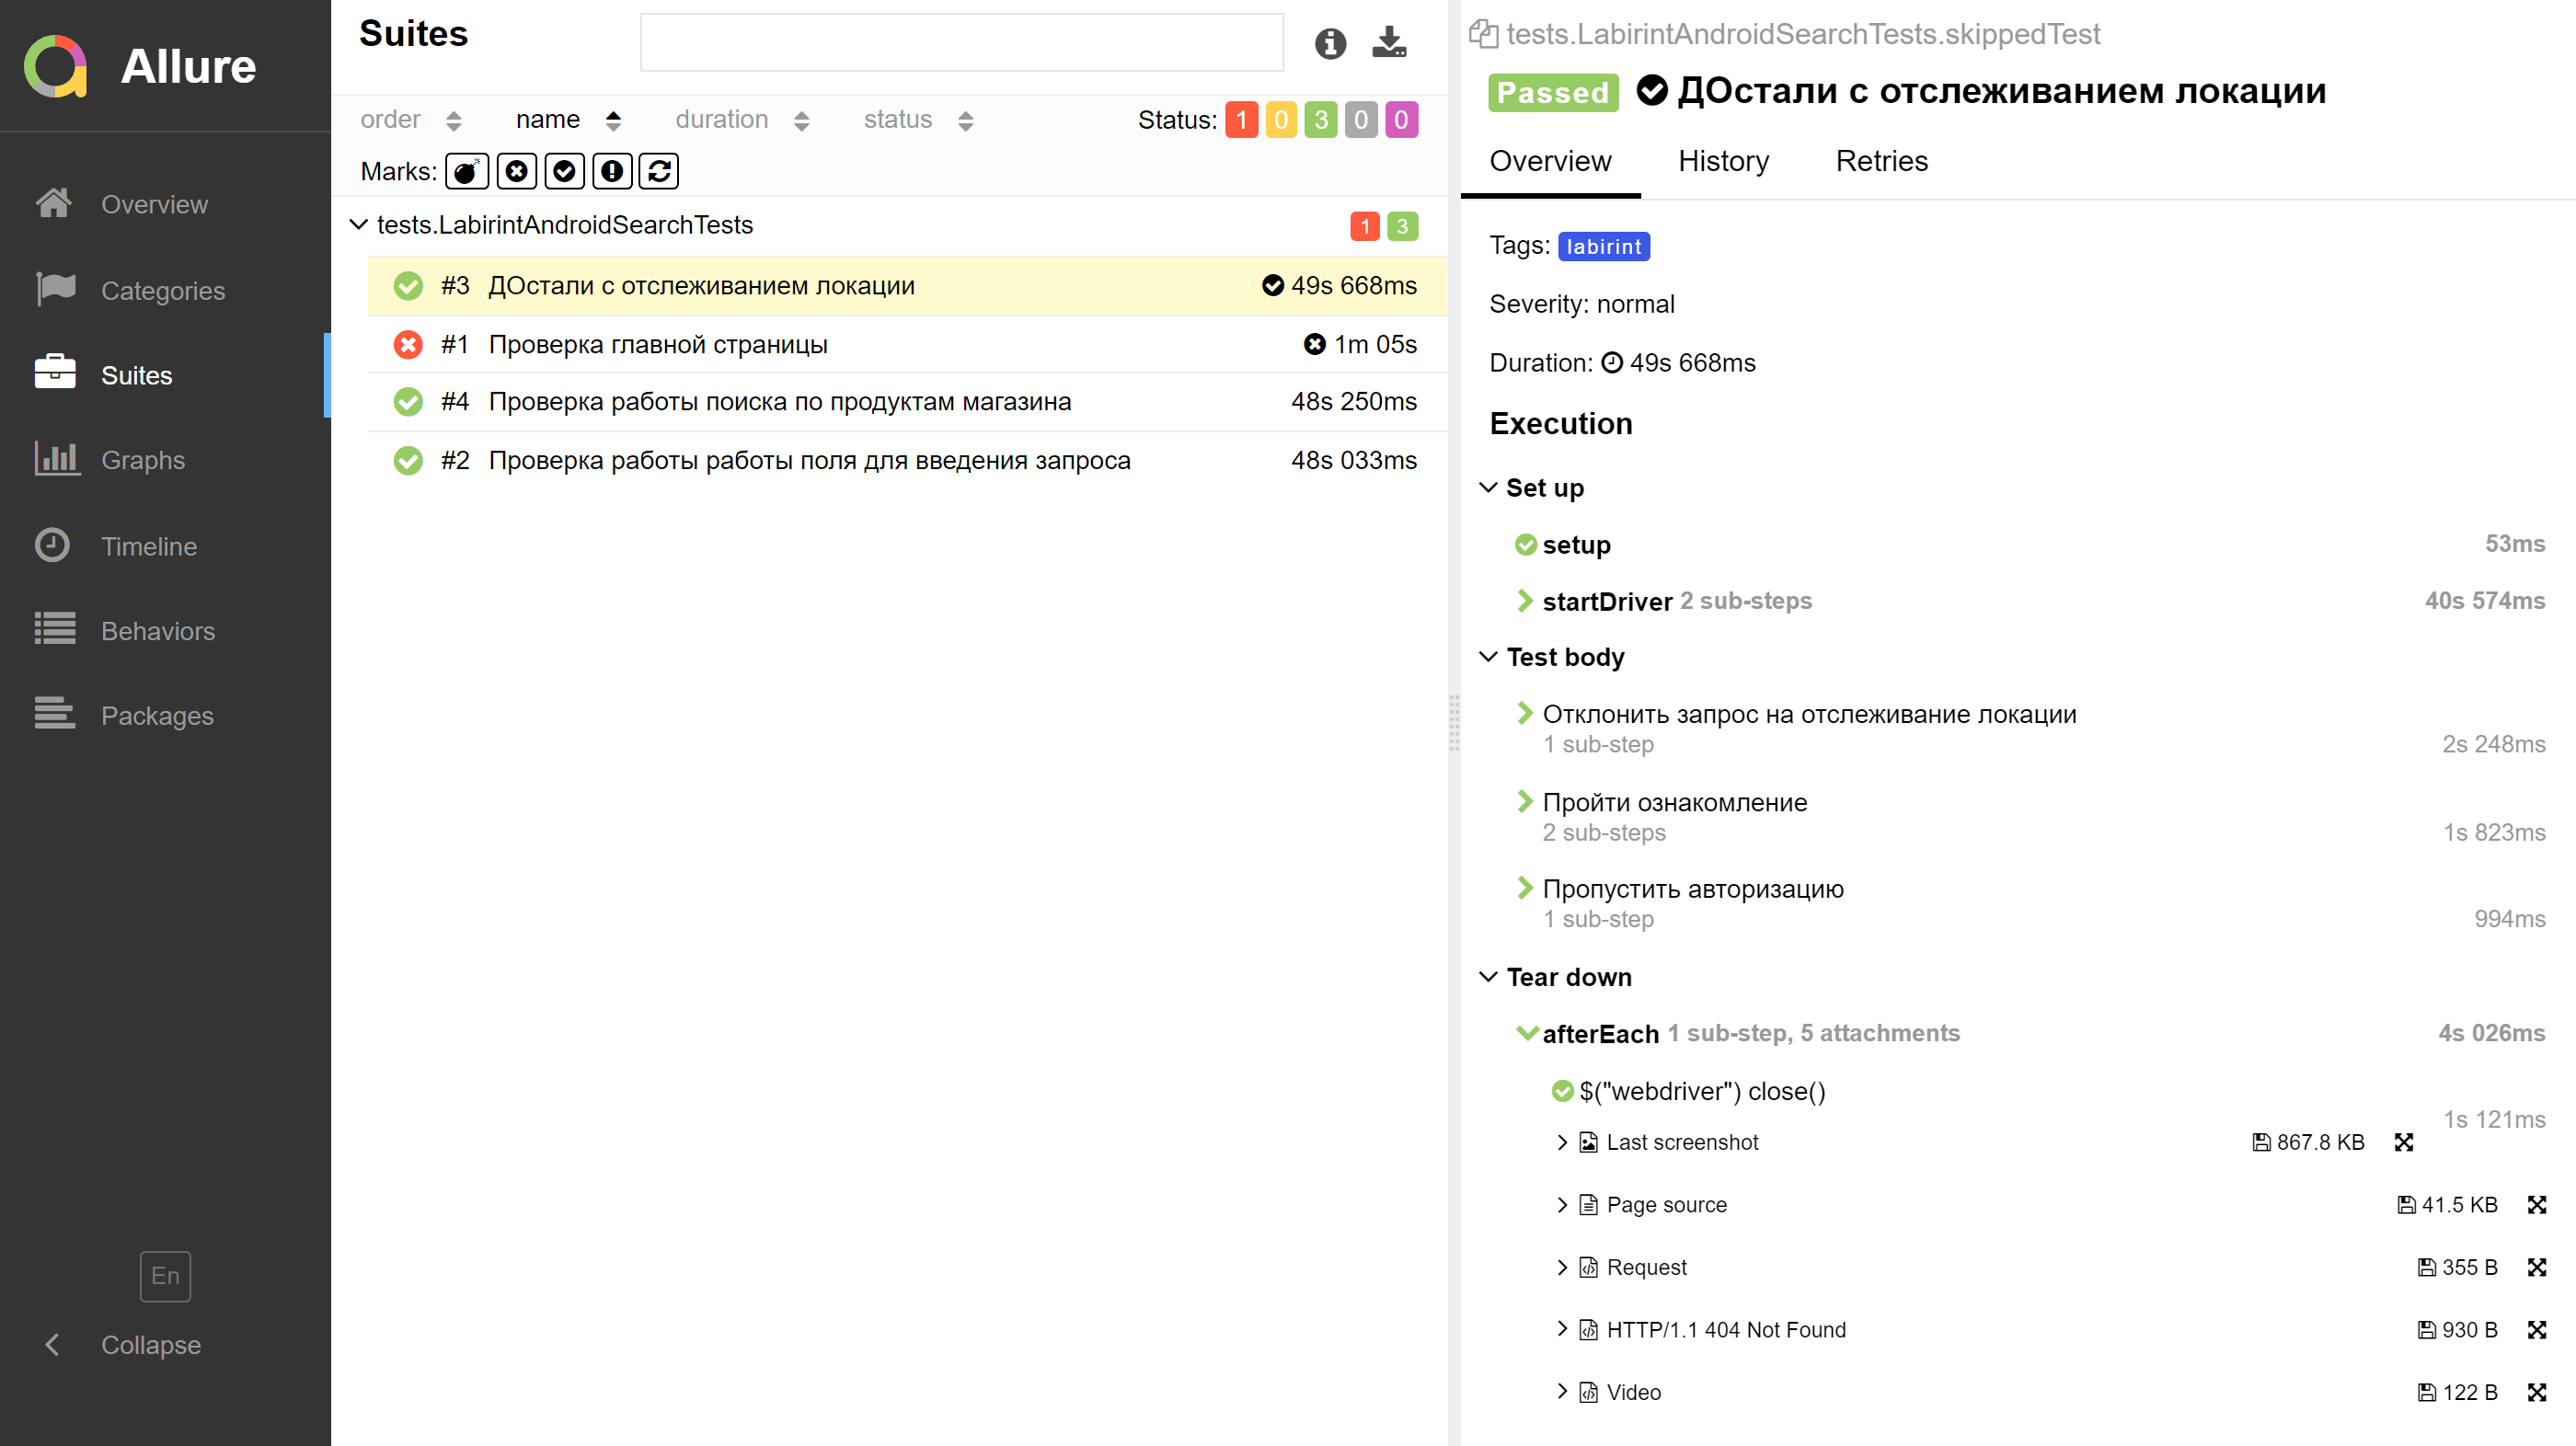 Allure
Overview
Categories
Suites
Graphs
Timeline
Behaviors
Packages
En
Collapse
Suites
order name duration status Status: 1 0 3 0 0
Marks:
tests.LabirintAndroidSearchTests 1 3
#3 ДОстали с отслеживанием локации 49s 668ms
#1 Проверка главной страницы 1m 05s
#4 Проверка работы поиска по продуктам магазина 48s 250ms
#2 Проверка работы работы поля для введения запроса 48s 033ms
tests.LabirintAndroidSearchTests.skippedTest
Passed ДОстали с отслеживанием локации
Overview History Retries
Tags: labirint
Severity: normal
Duration: 49s 668ms
Execution
Set up
setup 53ms
startDriver 2 sub-steps 40s 574ms
Test body
Отклонить запрос на отслеживание локации
1 sub-step 2s 248ms
Пройти ознакомление
2 sub-steps 1s 823ms
Пропустить авторизацию
1 sub-step 994ms
Tear down
afterEach 1 sub-step, 5 attachments 4s 026ms
$("webdriver") close()
1s 121ms
Last screenshot 867.8 KB
Page source 41.5 KB
Request 355 B
HTTP/1.1 404 Not Found 930 B
Video 122 B